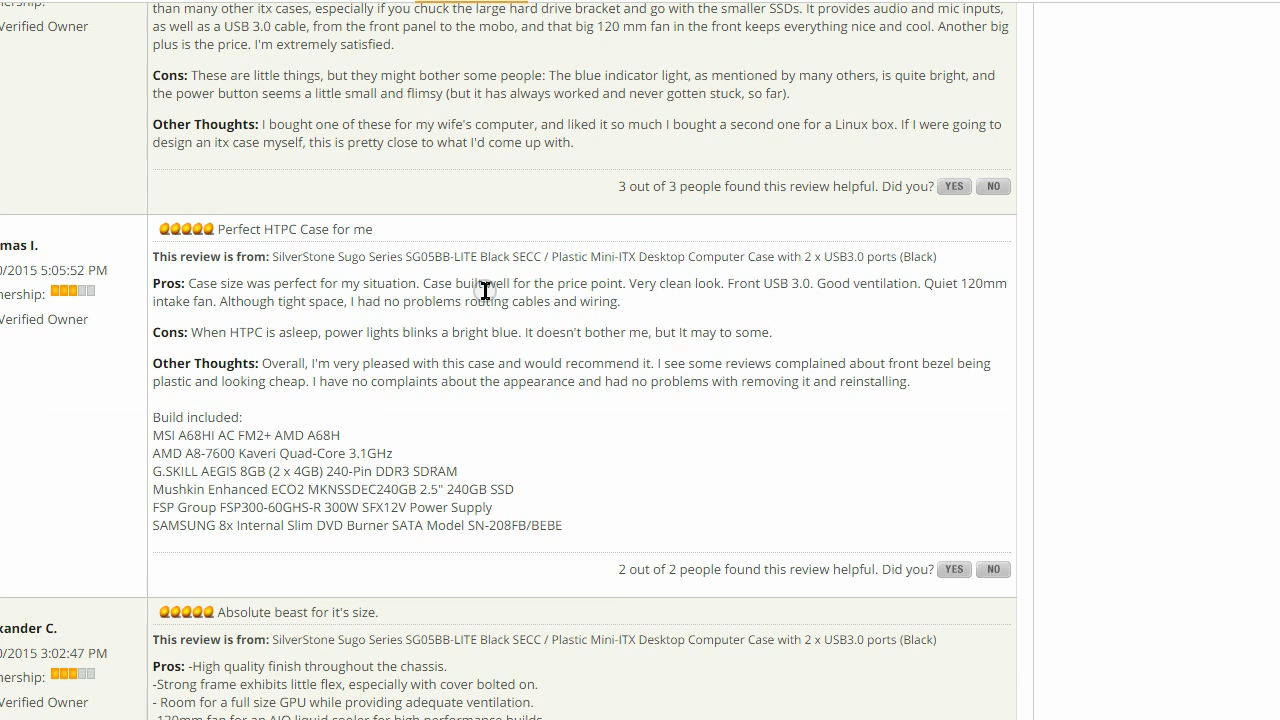 than many other itx cases, especially if you chuck the large hard drive bracket and go with the smaller SSDs. It provides audio and mic inputs,
Verified Owner
as well as a USB 3.0 cable, from the front panel to the mobo, and that big 120 mm fan in the front keeps everything nice and cool. Another big
plus is the price. I'm extremely satisfied.
Cons: These are little things, but they might bother some people: The blue indicator light, as mentioned by many others, is quite bright, and
the power button seems a little small and flimsy (but it has always worked and never gotten stuck, so far).
Other Thoughts: I bought one of these for my wife's computer, and liked it so much I bought a second one for a Linux box. If I were going to
design an itx case myself, this is pretty close to what I'd come up with.
3 out of 3 people found this review helpful. Did you? YES NO
mas I.
0/2015 5:05:52 PM
nership:
Verified Owner
Perfect HTPC Case for me
This review is from: SilverStone Sugo Series SG05BB-LITE Black SECC / Plastic Mini-ITX Desktop Computer Case with 2 x USB3.0 ports (Black)
Pros: Case size was perfect for my situation. Case built well for the price point. Very clean look. Front USB 3.0. Good ventilation. Quiet 120mm
intake fan. Although tight space, I had no problems routing cables and wiring.
Cons: When HTPC is asleep, power lights blinks a bright blue. It doesn't bother me, but It may to some.
Other Thoughts: Overall, I'm very pleased with this case and would recommend it. I see some reviews complained about front bezel being
plastic and looking cheap. I have no complaints about the appearance and had no problems with removing it and reinstalling.
Build included:
MSI A68HI AC FM2+ AMD A68H
AMD A8-7600 Kaveri Quad-Core 3.1GHz
G.SKILL AEGIS 8GB (2 x 4GB) 240-Pin DDR3 SDRAM
Mushkin Enhanced ECO2 MKNSSDEC240GB 2.5" 240GB SSD
FSP Group FSP300-60GHS-R 300W SFX12V Power Supply
SAMSUNG 8x Internal Slim DVD Burner SATA Model SN-208FB/BEBE
2 out of 2 people found this review helpful. Did you? YES NO
xander C.
0/2015 3:02:47 PM
nership:
Verified Owner
Absolute beast for it's size.
This review is from: SilverStone Sugo Series SG05BB-LITE Black SECC / Plastic Mini-ITX Desktop Computer Case with 2 x USB3.0 ports (Black)
Pros: -High quality finish throughout the chassis.
-Strong frame exhibits little flex, especially with cover bolted on.
- Room for a full size GPU while providing adequate ventilation.
-120mm fan for an AIO liquid cooler for high performance builds